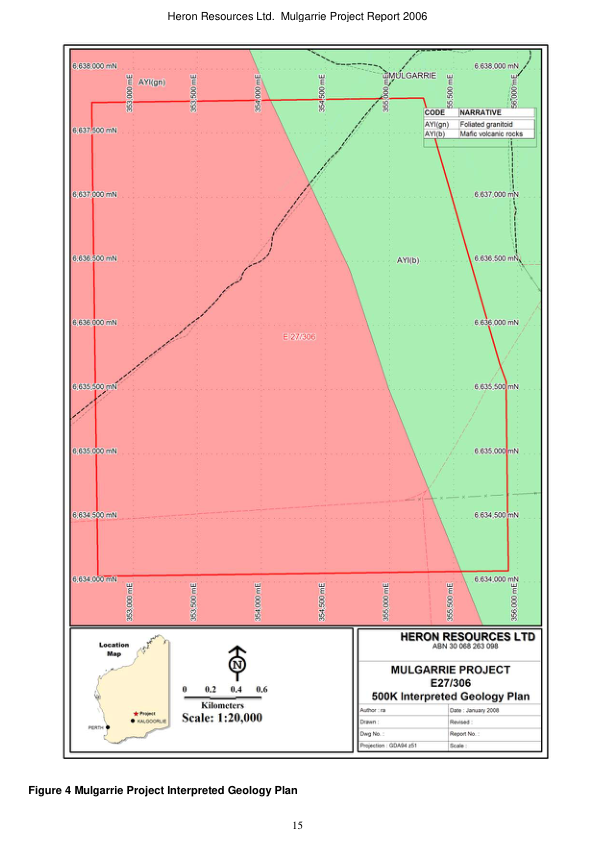 Heron Resources Ltd. Mulgarrie Project Report 2006
6.638.000 mN
6.638.000 mN
AYI(gn)
MULGARRIE
353.000 mE
353.500 mE
354.000 mE
354.500 mE
355.000 mE
355.500 mE
356.000 mE
CODE NARRATIVE
AYI(gn) Foliated granitoid
AYI(b) Mafic volcanic rocks
6.637.500 mN
6.637.000 mN
6.637.000 mN
6.636.500 mN
AYI(b)
6.636.500 mN
6.636.000 mN
6.636.000 mN
E 27/306
6.635.500 mN
6.635.500 mN
6.635.000 mN
6.635.000 mN
6.634.500 mN
6.634.500 mN
6.634.000 mN
6.634.000 mN
353.000 mE
353.500 mE
354.000 mE
354.500 mE
355.000 mE
355.500 mE
356.000 mE
Location
Map
Project
KALGOORLIE
PERTH
N
0 0.2 0.4 0.6
Kilometers
Scale: 1:20,000
HERON RESOURCES LTD
ABN 30 068 263 098
MULGARRIE PROJECT
E27/306
500K Interpreted Geology Plan
Author : ra Date : January 2008
Drawn : Revised :
Dwg No. : Report No. :
Projection : GDA94 z51 Scale :
Figure 4 Mulgarrie Project Interpreted Geology Plan
15